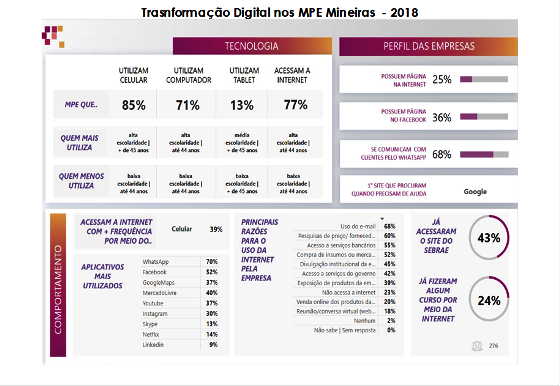 Trasnformação Digital nos MPE Mineiras - 2018
TECNOLOGIA
UTILIZAM CELULAR
UTILIZAM COMPUTADOR
UTILIZAM TABLET
ACESSAM A INTERNET
MPE QUE..
85%
71%
13%
77%
QUEM MAIS UTILIZA
alta escolaridade | + de 45 anos
alta escolaridade | até 44 anos
média escolaridade | + de 45 anos
alta escolaridade | até 44 anos
QUEM MENOS UTILIZA
baixa escolaridade | até 44 anos
baixa escolaridade | + de 45 anos
baixa escolaridade | até 44 anos
baixa escolaridade | + de 45 anos
PERFIL DAS EMPRESAS
POSSUEM PÁGINA
NA INTERNET
25%
POSSUEM PÁGINA
NO FACEBOOK
36%
SE COMUNICAM COM
CLIENTES PELO WHATSAPP
68%
1º SITE QUE PROCURAM
QUANDO PRECISAM DE AJUDA
Google
COMPORTAMENTO
ACESSAM A INTERNET
COM + FREQUÊNCIA
POR MEIO DO..
Celular 39%
APLICATIVOS
MAIS
UTILIZADOS
WhatsApp 70%
Facebook 52%
GoogleMaps 37%
MercadoLivre 40%
Youtube 37%
Instagram 30%
Skype 13%
Netflix 14%
Linkedin 9%
PRINCIPAIS
RAZÕES
PARA O
USO DA
INTERNET
PELA
EMPRESA
Uso do e-mail 68%
Pesquisas de preço/ forneced... 60%
Acesso a serviços bancários 55%
Compra de insumos ou merca... 52%
Divulgação institucional da e... 45%
Acesso a serviços do governo 42%
Exposição de produtos da em... 39%
Não acessa a internet 23%
Venda online dos produtos da... 20%
Reunião/conversa virtual (web... 18%
Nenhum 2%
Não sabe | Sem resposta 0%
JÁ
ACESSARAM
O SITE DO
SEBRAE
43%
JÁ FIZERAM
ALGUM
CURSO POR
MEIO DA
INTERNET
24%
276